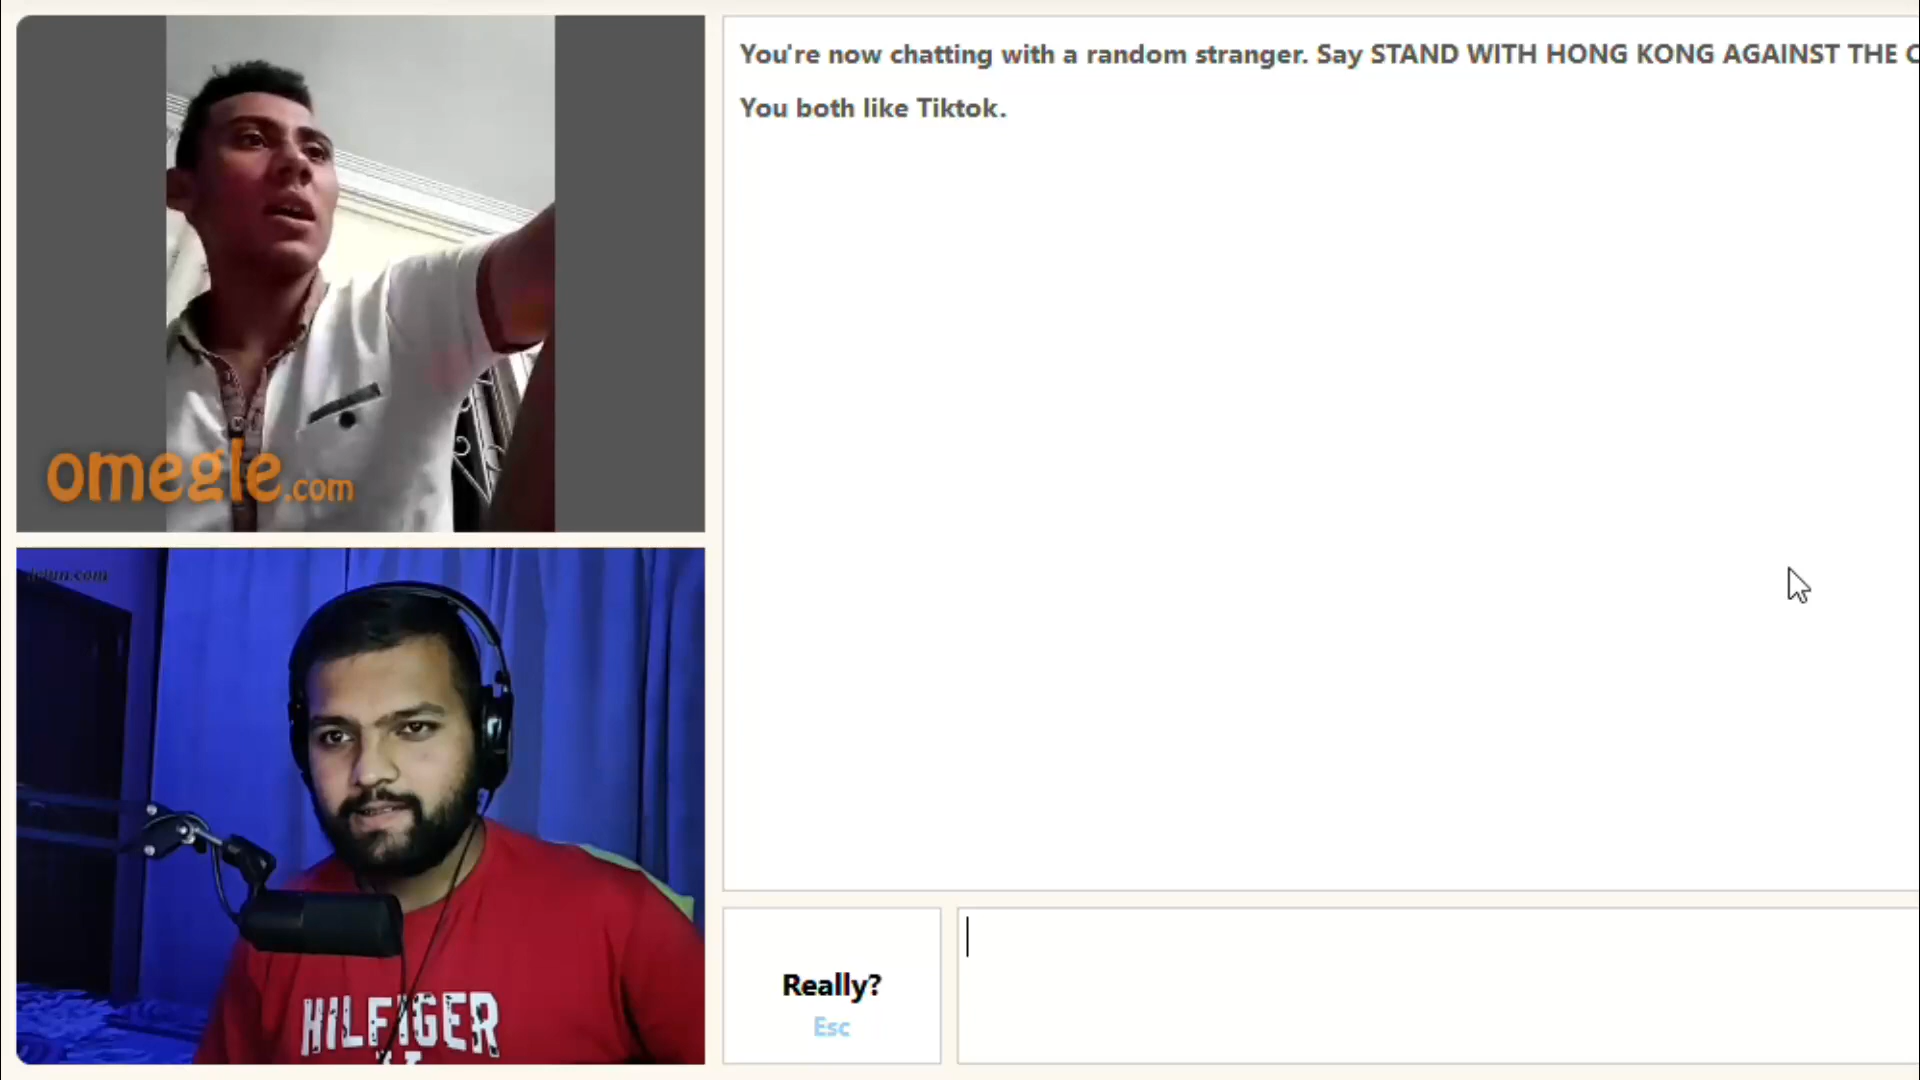 You're now chatting with a random stranger. Say STAND WITH HONG KONG AGAINST THE C
You both like Tiktok.
omegle.com
HILFIGER
Really?
Esc